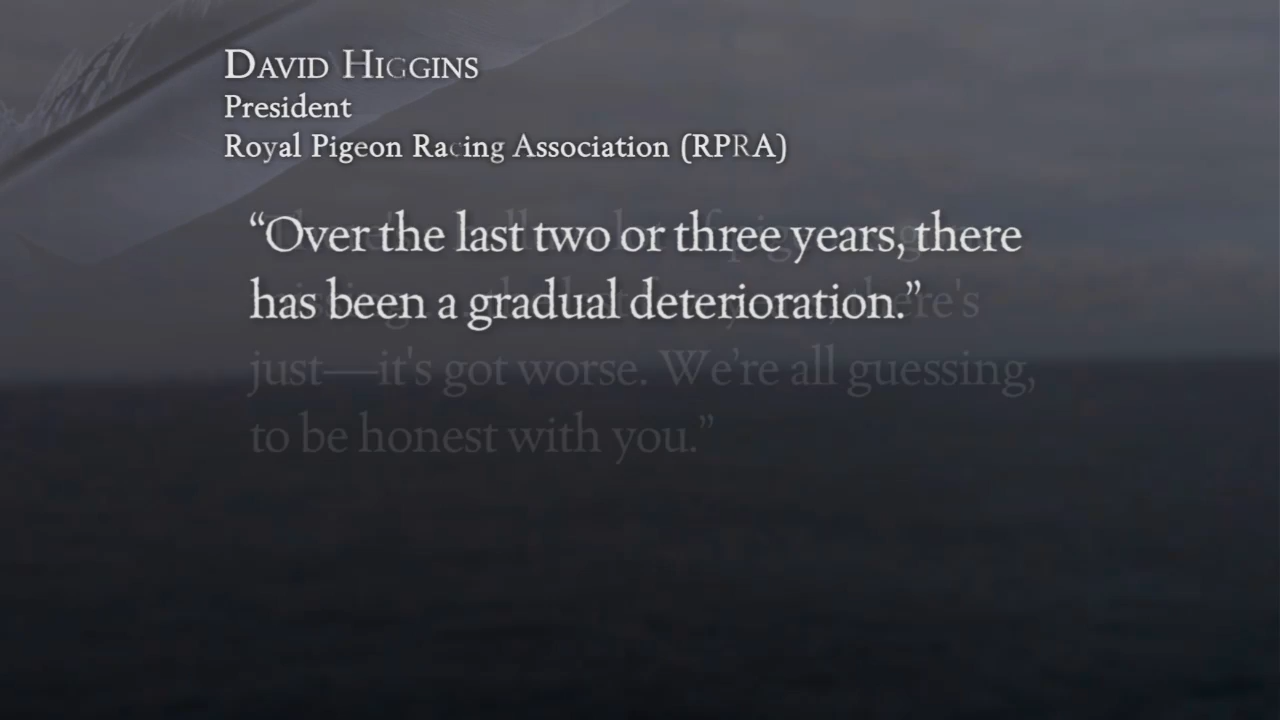 David Higgins
President
Royal Pigeon Racing Association (RPRA)
“Over the last two or three years, there
has been a gradual deterioration.”
there's
just—it's got worse. We’re all guessing,
to be honest with you.”